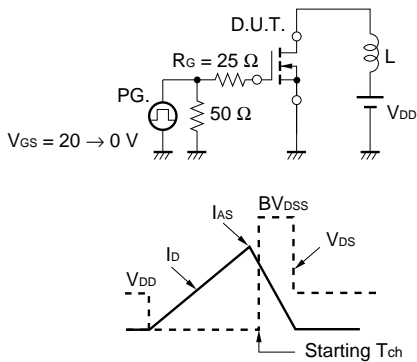 D.U.T.
RG = 25 Ω
L
PG.
50 Ω
VDD
VGS = 20 → 0 V
BVDSS
IAS
ID
VDS
VDD
Starting Tch